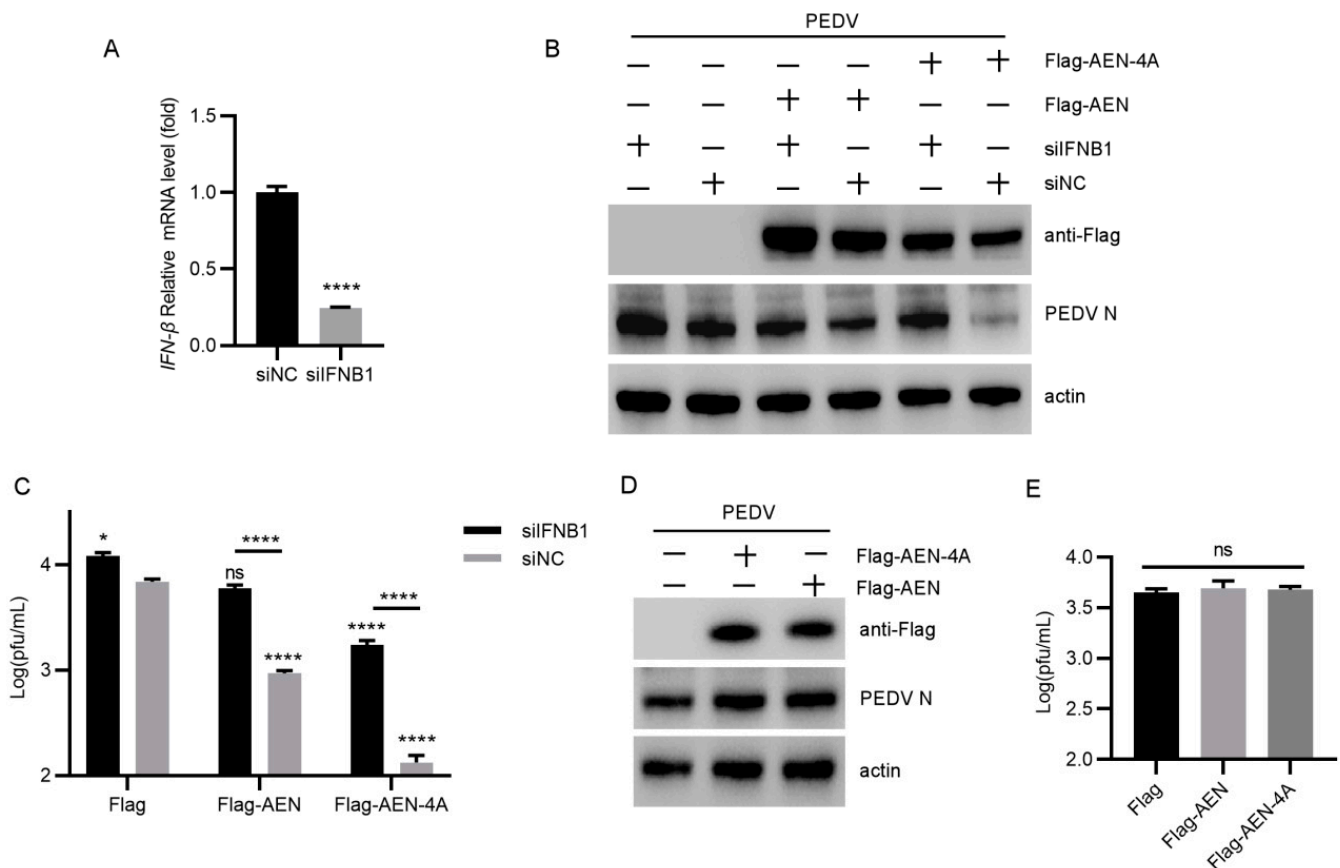 A
IFN-β Relative mRNA level (fold)
1.5
1.0
0.5
0.0
****
siNC siIFNB1
B
PEDV
— — — — + + Flag-AEN-4A
— — + + — — Flag-AEN
+ — + — + — siIFNB1
— + — + — + siNC
anti-Flag
PEDV N
actin
C
Log(pfu/mL)
4
3
2
*
ns
****
****
****
****
****
Flag Flag-AEN Flag-AEN-4A
siIFNB1
siNC
D
PEDV
— + — Flag-AEN-4A
— — + Flag-AEN
anti-Flag
PEDV N
actin
E
Log(pfu/mL)
4.0
3.5
3.0
2.5
2.0
ns
Flag
Flag-AEN
Flag-AEN-4A